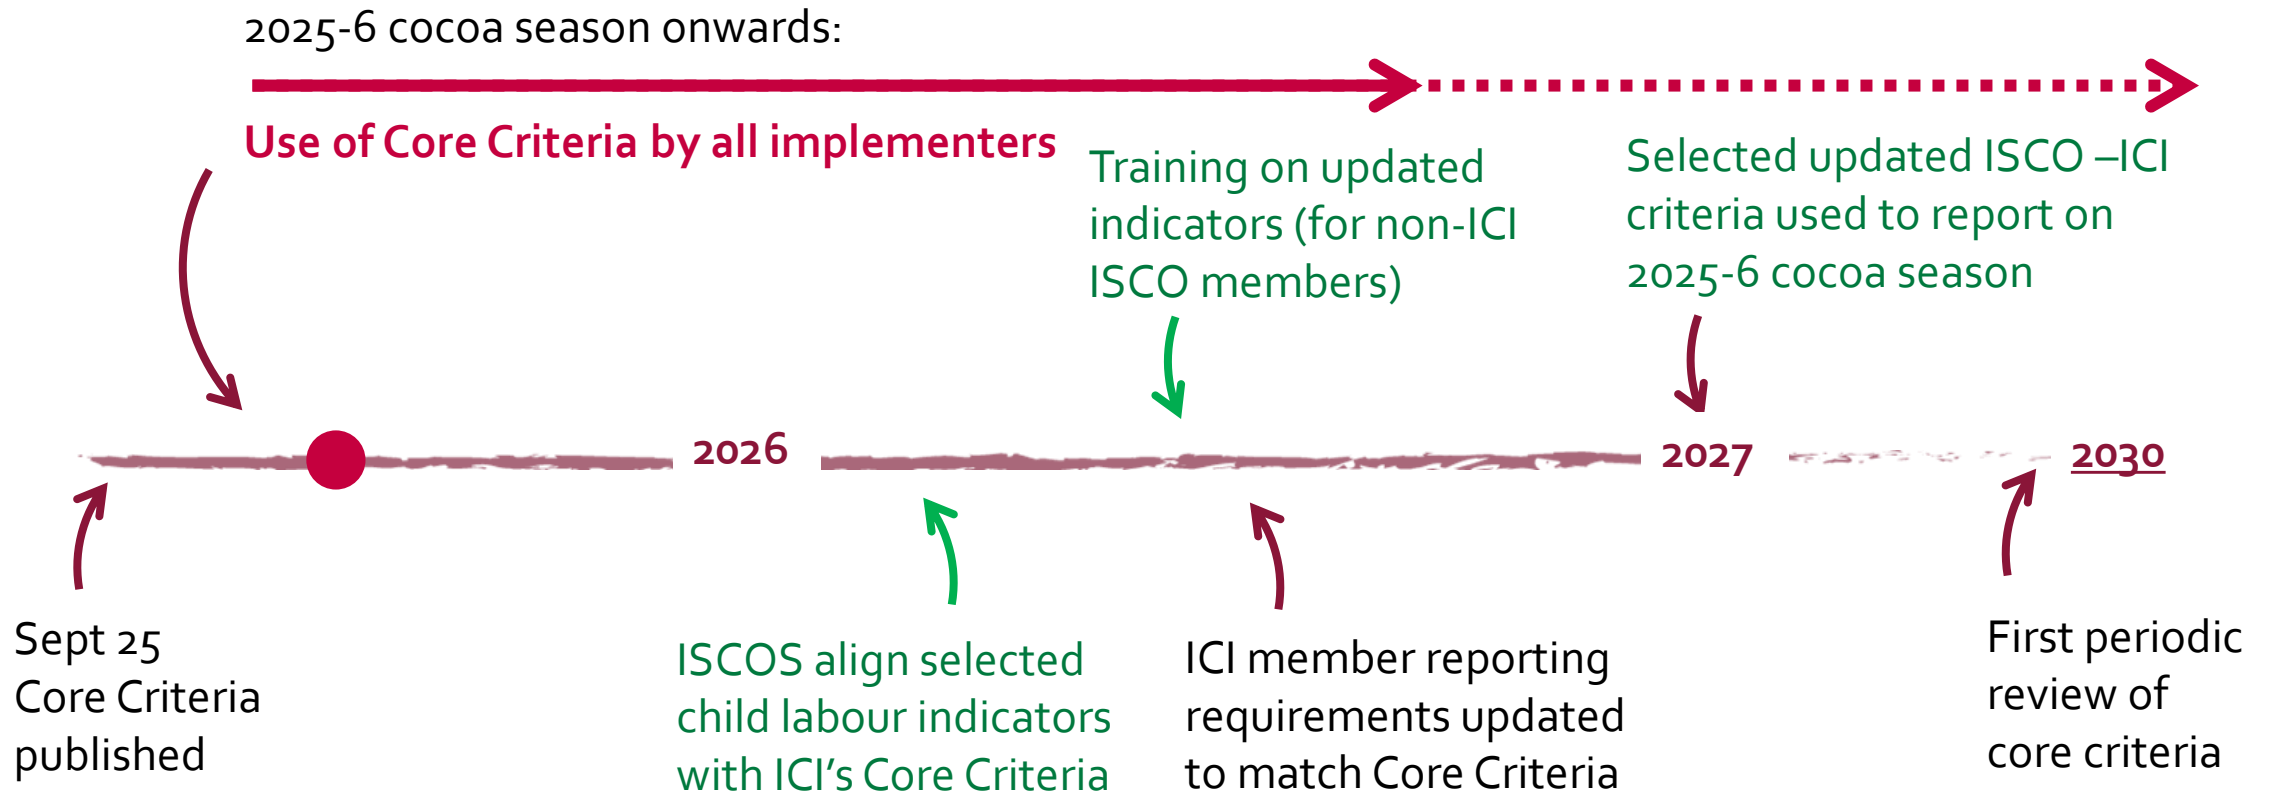 2025-6 cocoa season onwards:
Use of Core Criteria by all implementers
Training on updated
indicators (for non-ICI
ISCO members)
Selected updated ISCO –ICI
criteria used to report on
2025-6 cocoa season
2026
2027
2030
Sept 25
Core Criteria
published
ISCOS align selected
child labour indicators
with ICI’s Core Criteria
ICI member reporting
requirements updated
to match Core Criteria
First periodic
review of
core criteria